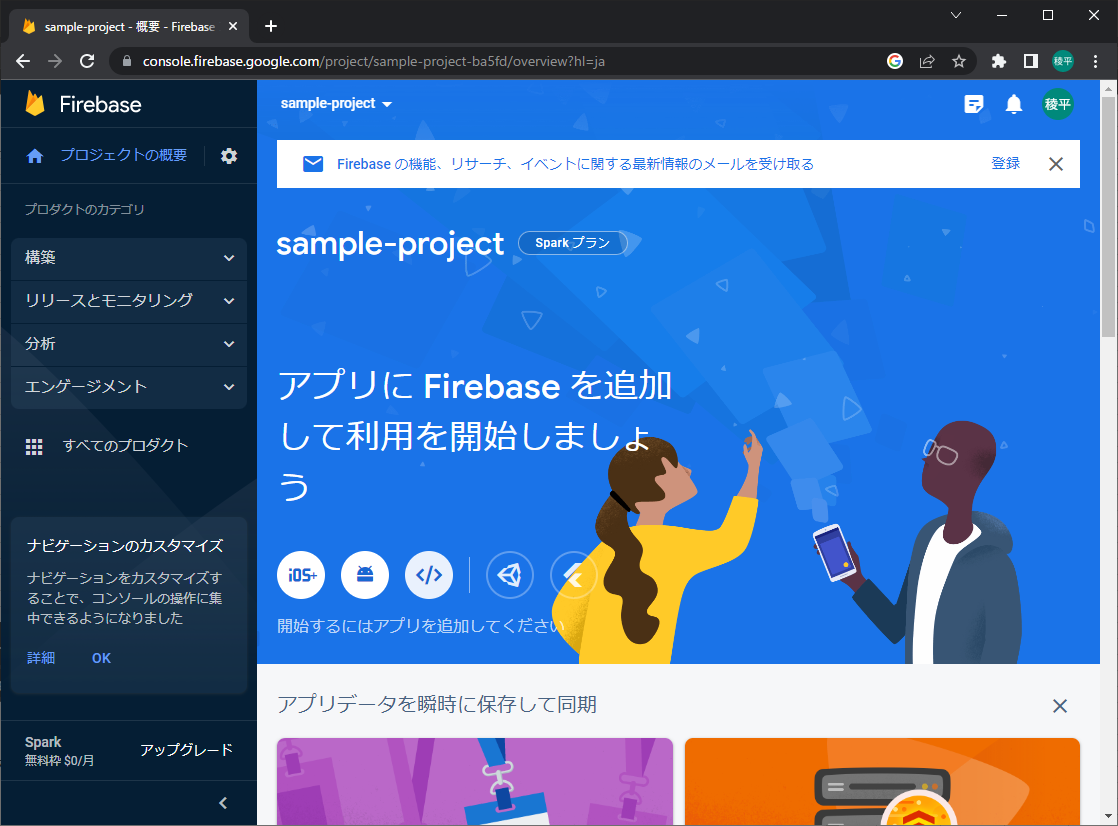 sample-project - 概要 - Firebase
console.firebase.google.com/project/sample-project-ba5fd/overview?hl=ja
稜平
Firebase
sample-project
稜平
プロジェクトの概要
Firebase の機能、リサーチ、イベントに関する最新情報のメールを受け取る
登録
プロダクトのカテゴリ
sample-project
Spark プラン
構築
リリースとモニタリング
分析
エンゲージメント
すべてのプロダクト
アプリに Firebase を追加
して利用を開始しましょ
う
ナビゲーションのカスタマイズ
ナビゲーションをカスタマイズす
ることで、コンソールの操作に集
中できるようになりました
詳細
OK
iOS+
開始するにはアプリを追加してください
アプリデータを瞬時に保存して同期
Spark
無料枠 $0/月
アップグレード